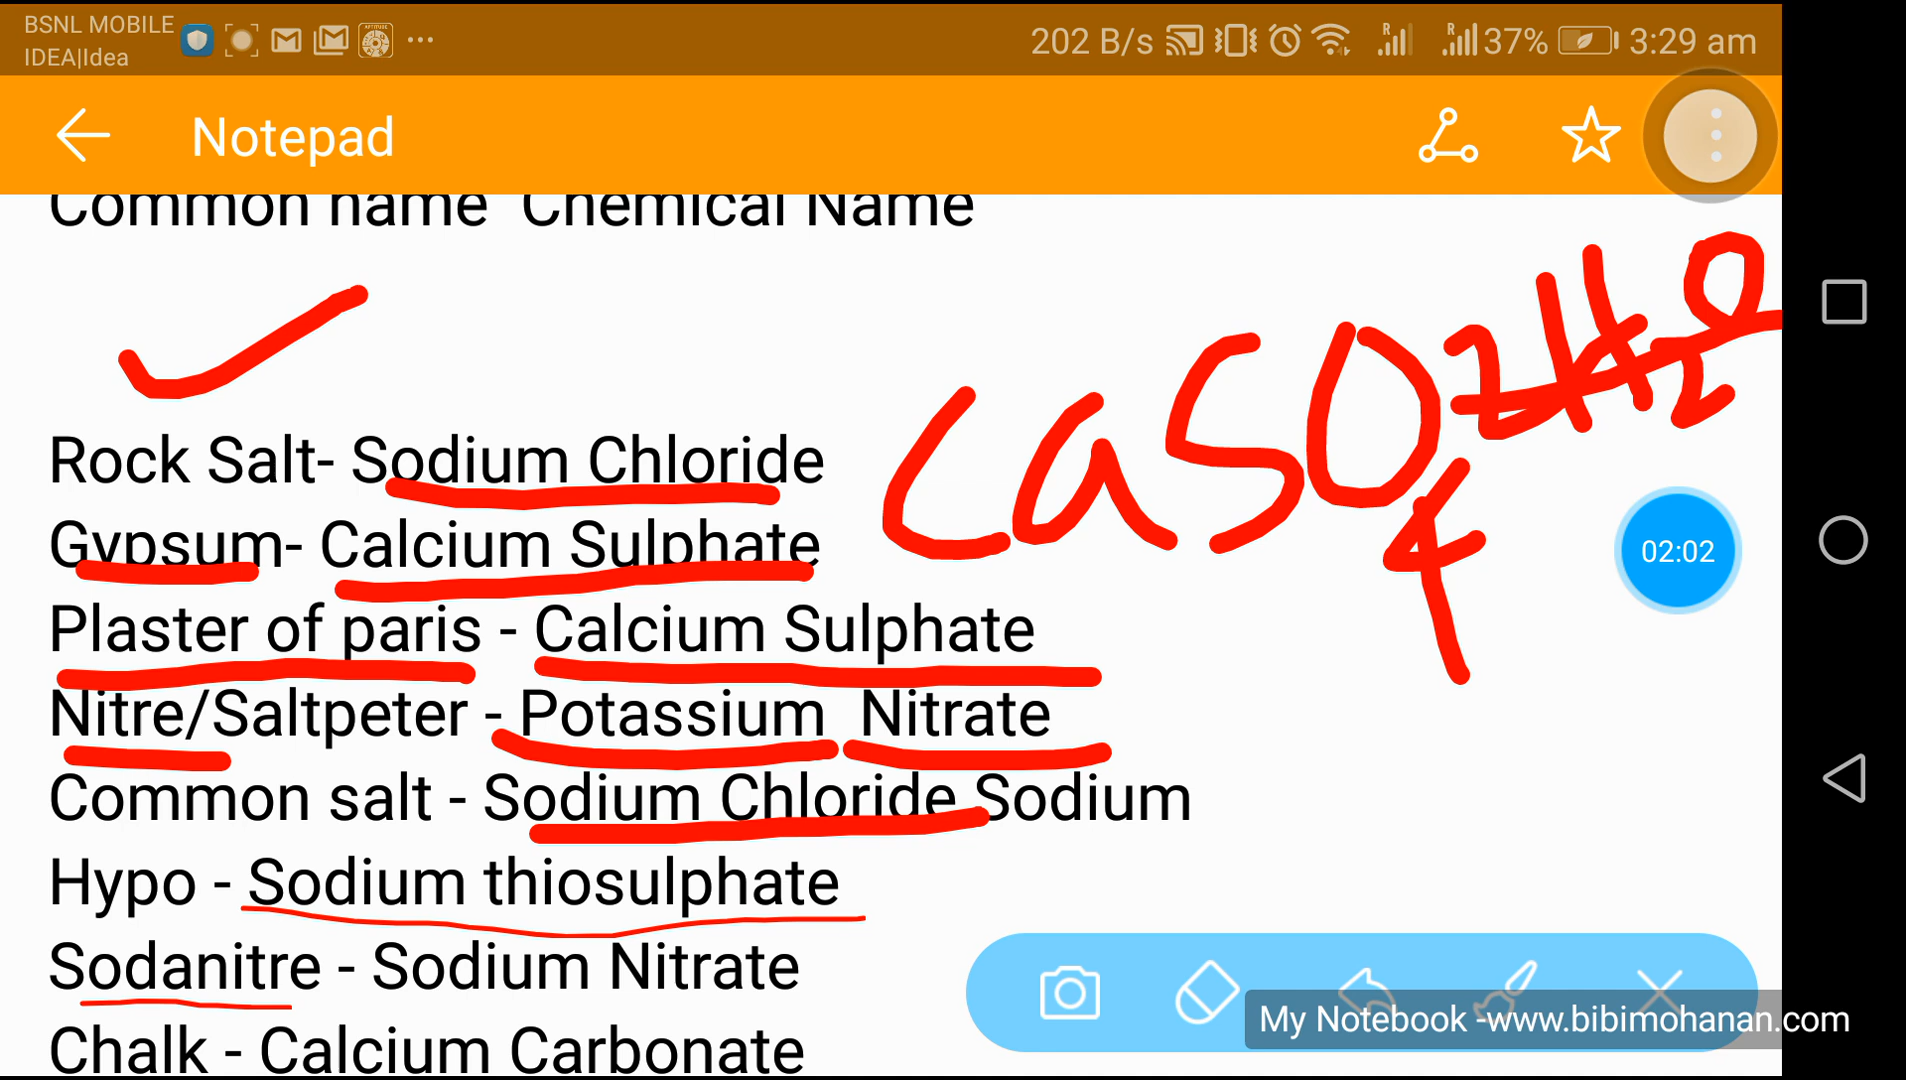 BSNL MOBILE
IDEA|Idea
202 B/s
37%
3:29 am
Notepad
Common name Chemical Name
CaSO4 2H2O
Rock Salt- Sodium Chloride
Gypsum- Calcium Sulphate
Plaster of paris - Calcium Sulphate
02:02
Nitre/Saltpeter - Potassium Nitrate
Common salt - Sodium Chloride Sodium
Hypo - Sodium thiosulphate
Sodanitre - Sodium Nitrate
My Notebook -www.bibimohanan.com
Chalk - Calcium Carbonate